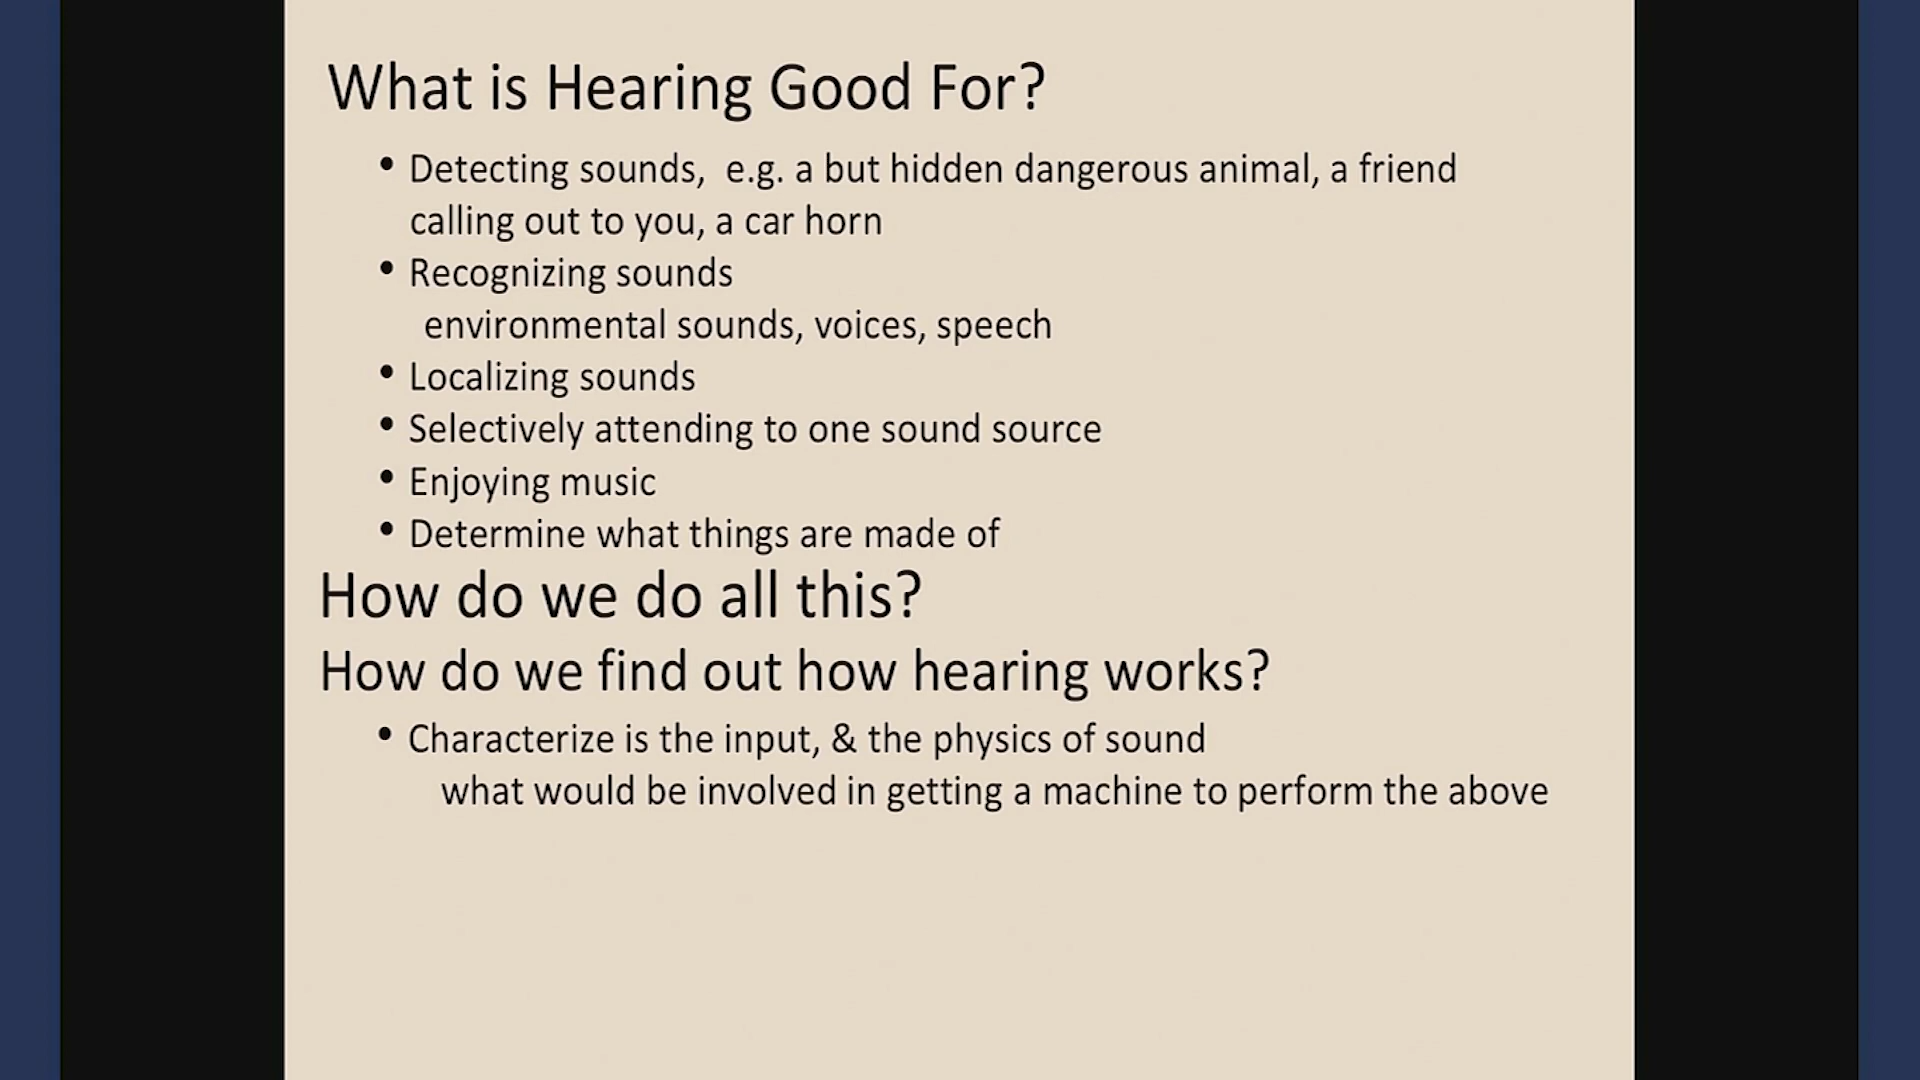 What is Hearing Good For?
• Detecting sounds,  e.g. a but hidden dangerous animal, a friend
calling out to you, a car horn
• Recognizing sounds
environmental sounds, voices, speech
• Localizing sounds
• Selectively attending to one sound source
• Enjoying music
• Determine what things are made of
How do we do all this?
How do we find out how hearing works?
• Characterize is the input, & the physics of sound
what would be involved in getting a machine to perform the above